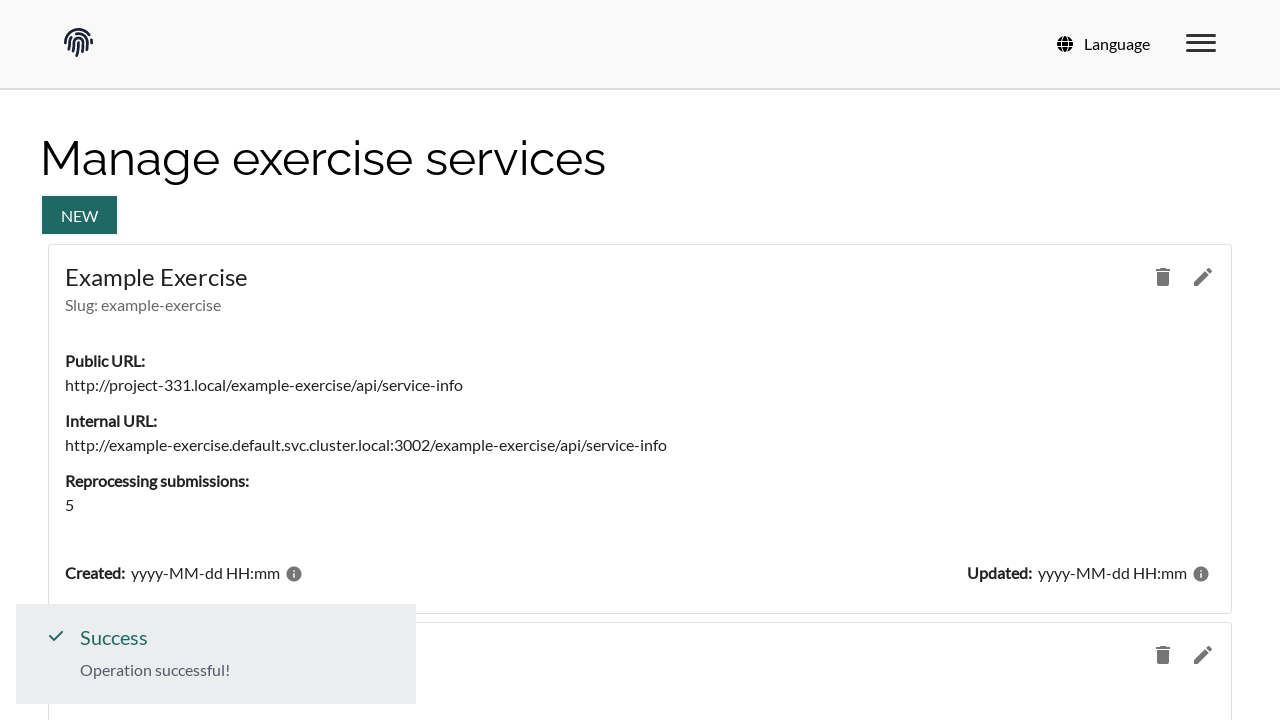 Language
Manage exercise services
NEW
Example Exercise
Slug: example-exercise
Public URL:
http://project-331.local/example-exercise/api/service-info
Internal URL:
http://example-exercise.default.svc.cluster.local:3002/example-exercise/api/service-info
Reprocessing submissions:
5
Created: yyyy-MM-dd HH:mm
Updated: yyyy-MM-dd HH:mm
Success
Operation successful!